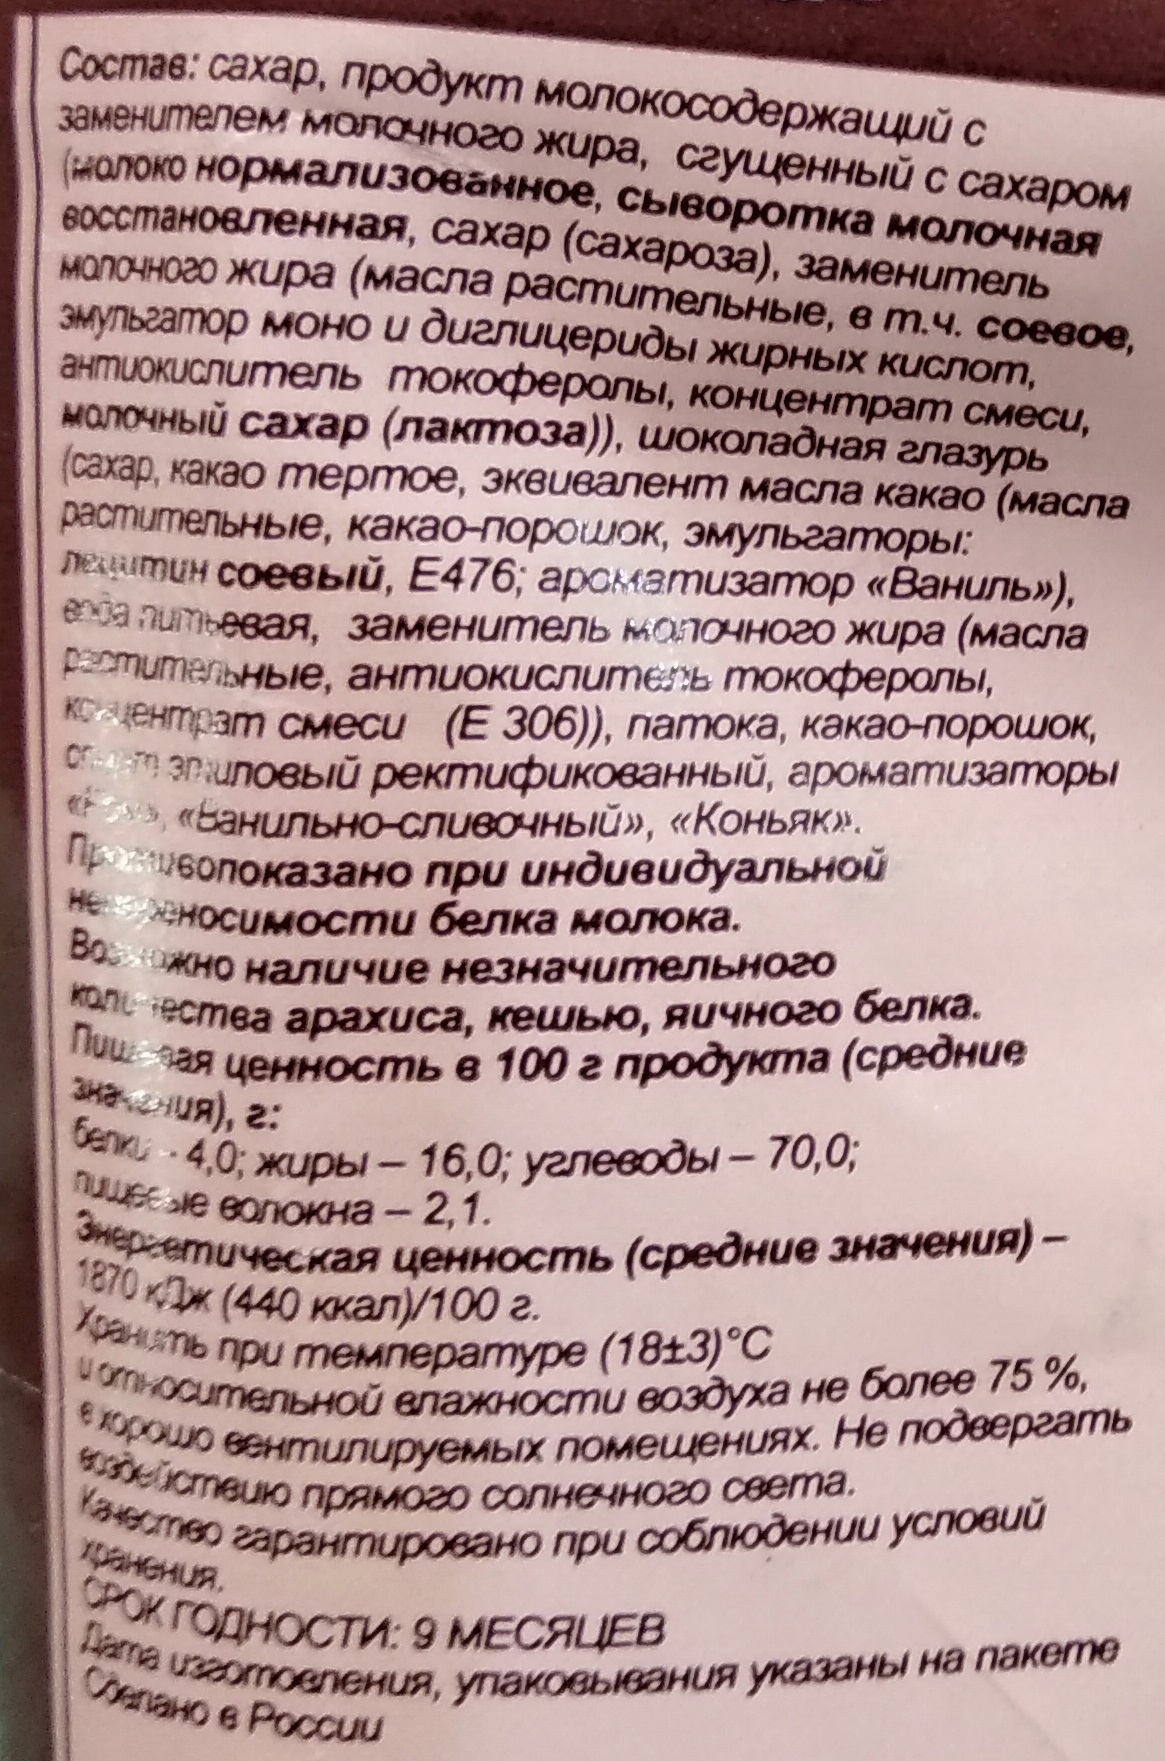 Состав: сахар, продукт молокосодержащий с
заменителем молочного жира, сгущенный с сахаром
(молоко нормализованное, сыворотка молочная
восстановленная, сахар (сахароза), заменитель
молочного жира (масла растительные, в т.ч. соевое,
эмульгатор моно и диглицериды жирных кислот,
антиокислитель токоферолы, концентрат смеси,
молочный сахар (лактоза)), шоколадная глазурь
(сахар, какао тертое, эквивалент масла какао (масла
растительные, какао-порошок, эмульгаторы:
лецитин соевый, Е476; ароматизатор «Ваниль»),
вода питьевая, заменитель молочного жира (масла
растительные, антиокислитель токоферолы,
концентрат смеси (Е 306)), патока, какао-порошок,
спирт этиловый ректификованный, ароматизаторы
«Ванильно-сливочный», «Коньяк».
Противопоказано при индивидуальной
непереносимости белка молока.
Возможно наличие незначительного
количества арахиса, кешью, яичного белка.
Пищевая ценность в 100 г продукта (средние
значения), г:
белки - 4,0; жиры – 16,0; углеводы – 70,0;
пищевые волокна – 2,1.
Энергетическая ценность (средние значения) –
1870 кДж (440 ккал)/100 г.
Хранить при температуре (18±3)°С
и относительной влажности воздуха не более 75 %,
в хорошо вентилируемых помещениях. Не подвергать
воздействию прямого солнечного света.
Качество гарантировано при соблюдении условий
хранения.
СРОК ГОДНОСТИ: 9 МЕСЯЦЕВ
Дата изготовления, упаковывания указаны на пакете
Сделано в России